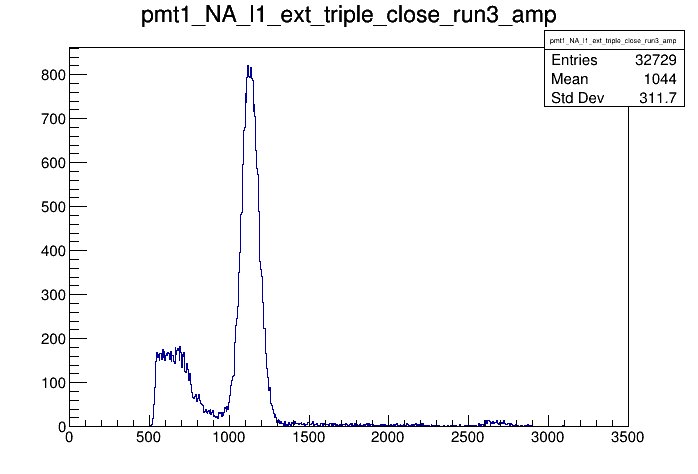 pmt1_NA_l1_ext_triple_close_run3_amp
pmt1_NA_l1_ext_triple_close_run3_amp
Entries 32729
Mean 1044
Std Dev 311.7
800
700
600
500
400
300
200
100
0
0 500 1000 1500 2000 2500 3000 3500